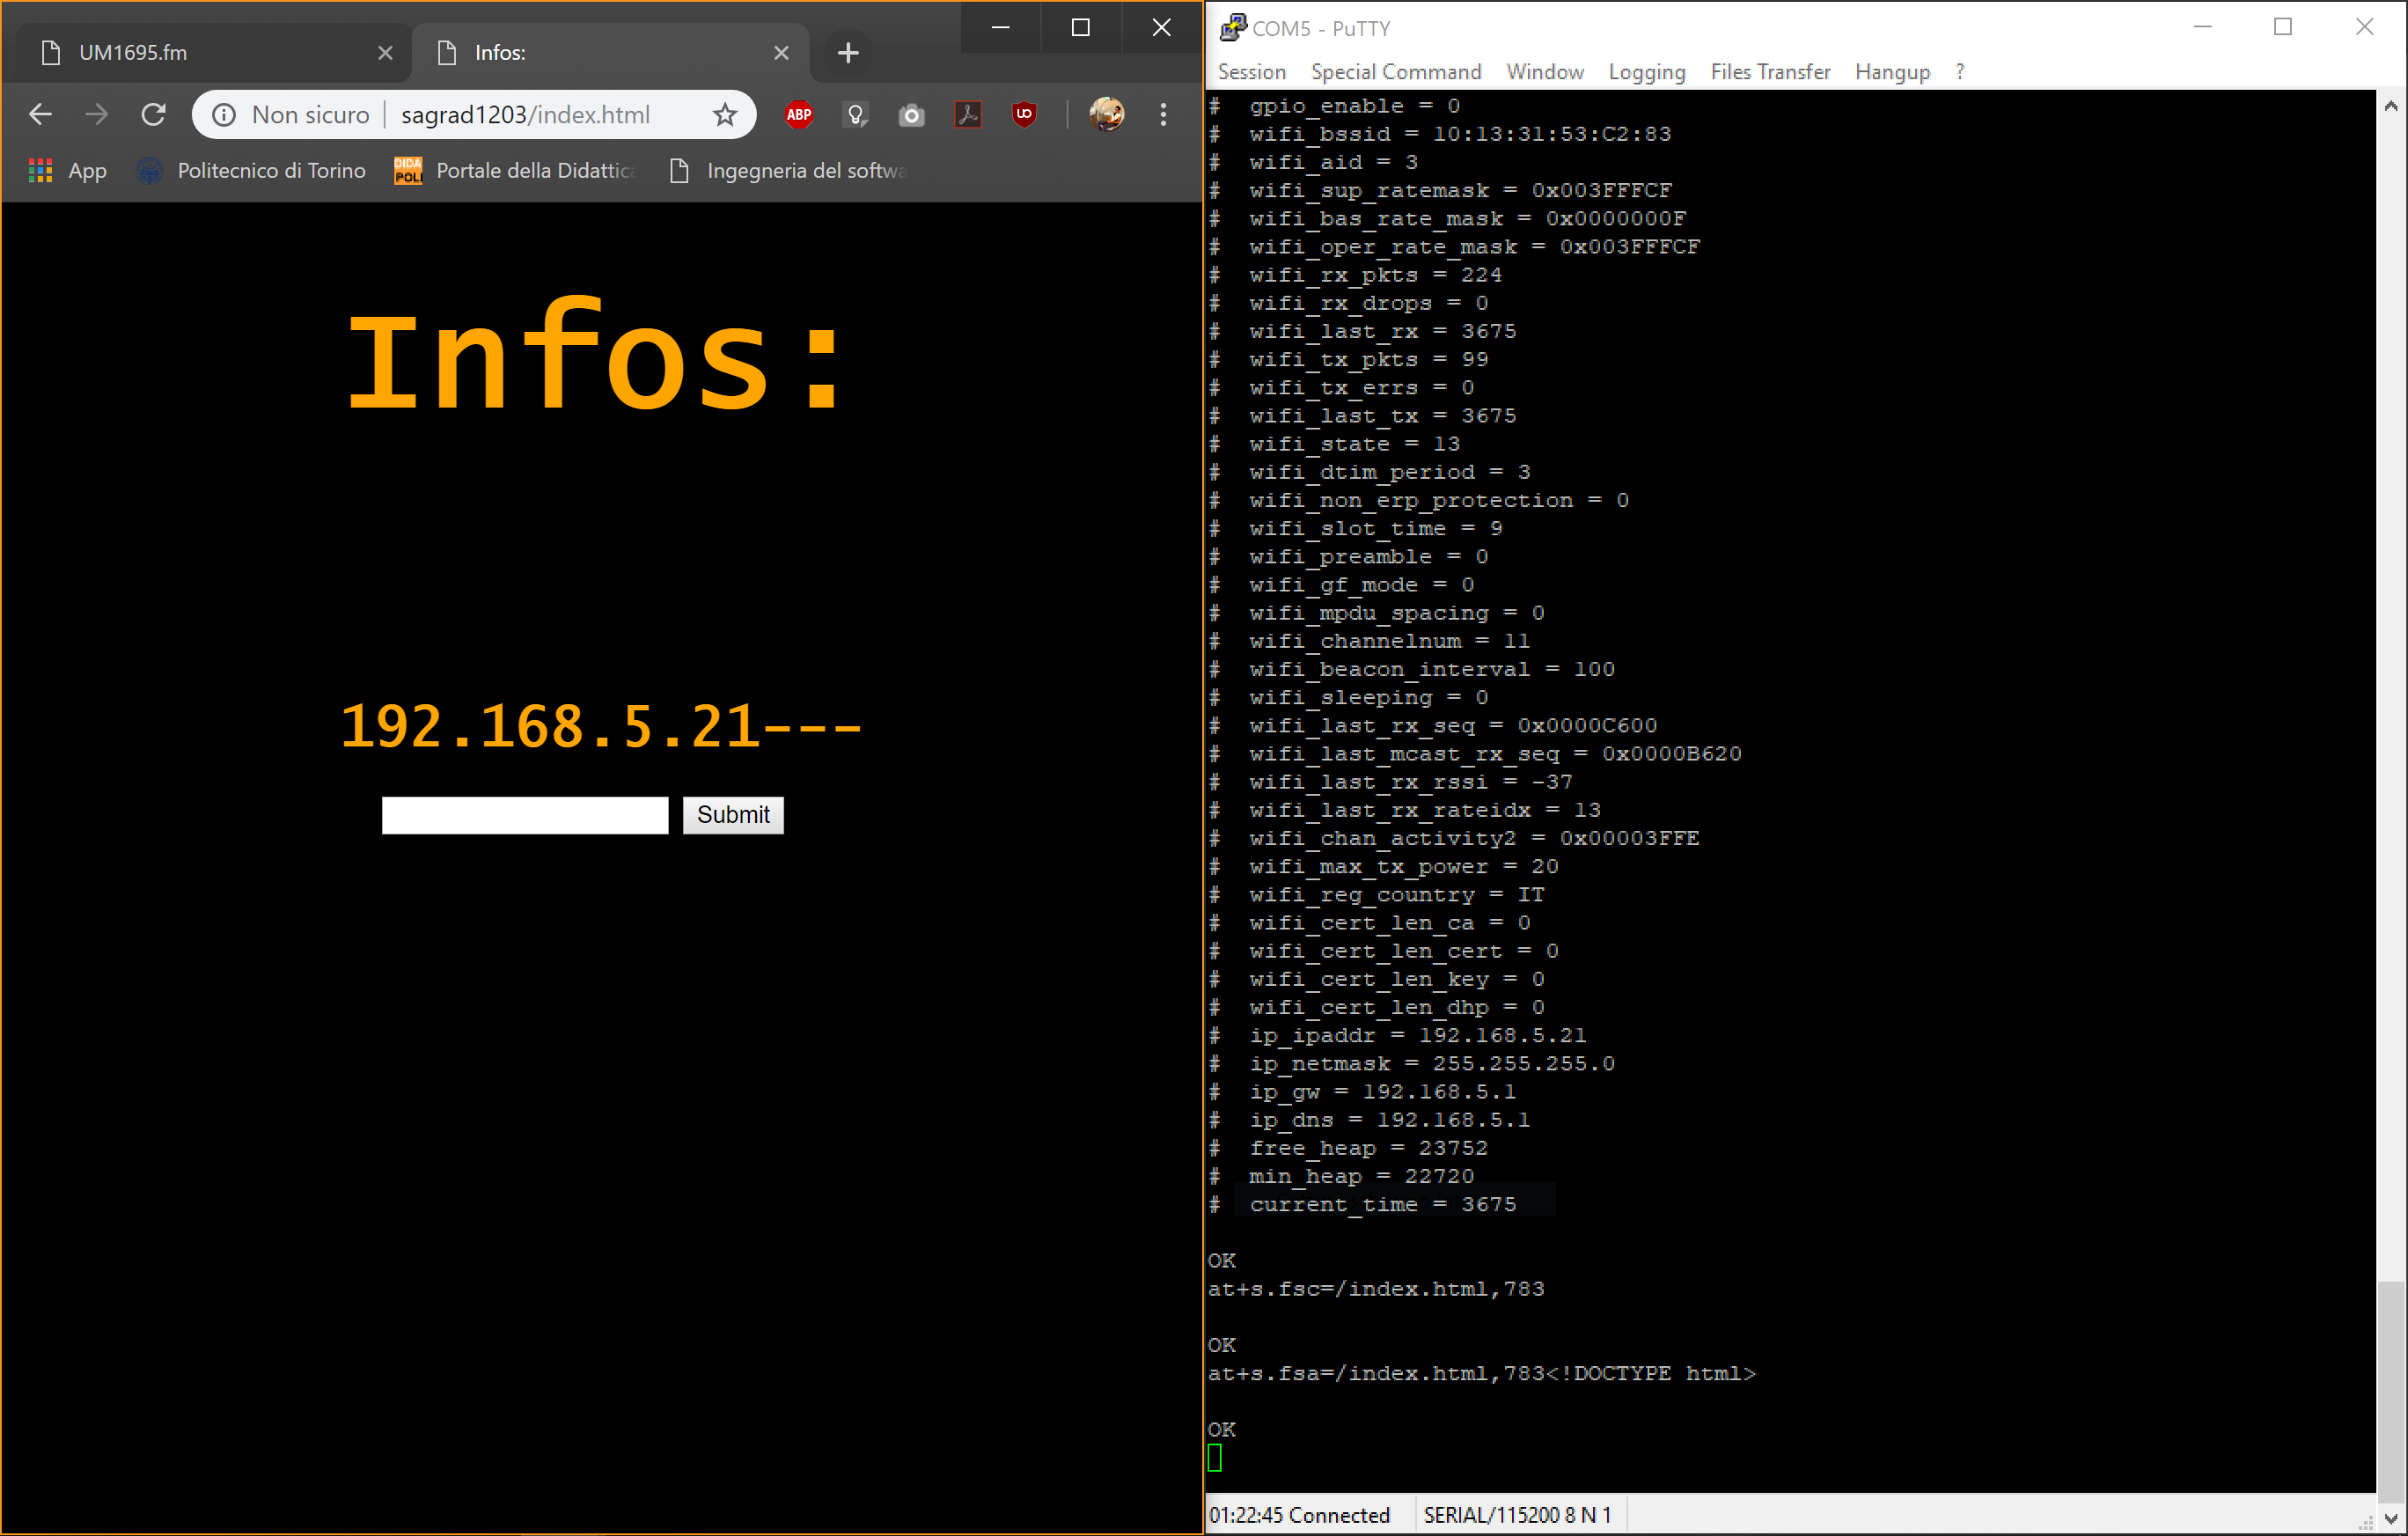 UM1695.fm
Infos:
Non sicuro
sagrad1203/index.html
ABP
App
Politecnico di Torino
DIDA
POLI
Portale della Didattica
Ingegneria del softwa
Infos:
192.168.5.21---
Submit
COM5 - PuTTY
Session Special Command Window Logging Files Transfer Hangup ?
# gpio_enable = 0
# wifi_bssid = 10:13:31:53:C2:83
# wifi_aid = 3
# wifi_sup_ratemask = 0x003FFFCF
# wifi_bas_rate_mask = 0x0000000F
# wifi_oper_rate_mask = 0x003FFFCF
# wifi_rx_pkts = 224
# wifi_rx_drops = 0
# wifi_last_rx = 3675
# wifi_tx_pkts = 99
# wifi_tx_errs = 0
# wifi_last_tx = 3675
# wifi_state = 13
# wifi_dtim_period = 3
# wifi_non_erp_protection = 0
# wifi_slot_time = 9
# wifi_preamble = 0
# wifi_gf_mode = 0
# wifi_mpdu_spacing = 0
# wifi_channelnum = 11
# wifi_beacon_interval = 100
# wifi_sleeping = 0
# wifi_last_rx_seq = 0x0000C600
# wifi_last_mcast_rx_seq = 0x0000B620
# wifi_last_rx_rssi = -37
# wifi_last_rx_rateidx = 13
# wifi_chan_activity2 = 0x00003FFE
# wifi_max_tx_power = 20
# wifi_reg_country = IT
# wifi_cert_len_ca = 0
# wifi_cert_len_cert = 0
# wifi_cert_len_key = 0
# wifi_cert_len_dhp = 0
# ip_ipaddr = 192.168.5.21
# ip_netmask = 255.255.255.0
# ip_gw = 192.168.5.1
# ip_dns = 192.168.5.1
# free_heap = 23752
# min_heap = 22720
# current_time = 3675
OK
at+s.fsc=/index.html,783
OK
at+s.fsa=/index.html,783<!DOCTYPE html>
OK
01:22:45 Connected
SERIAL/115200 8 N 1